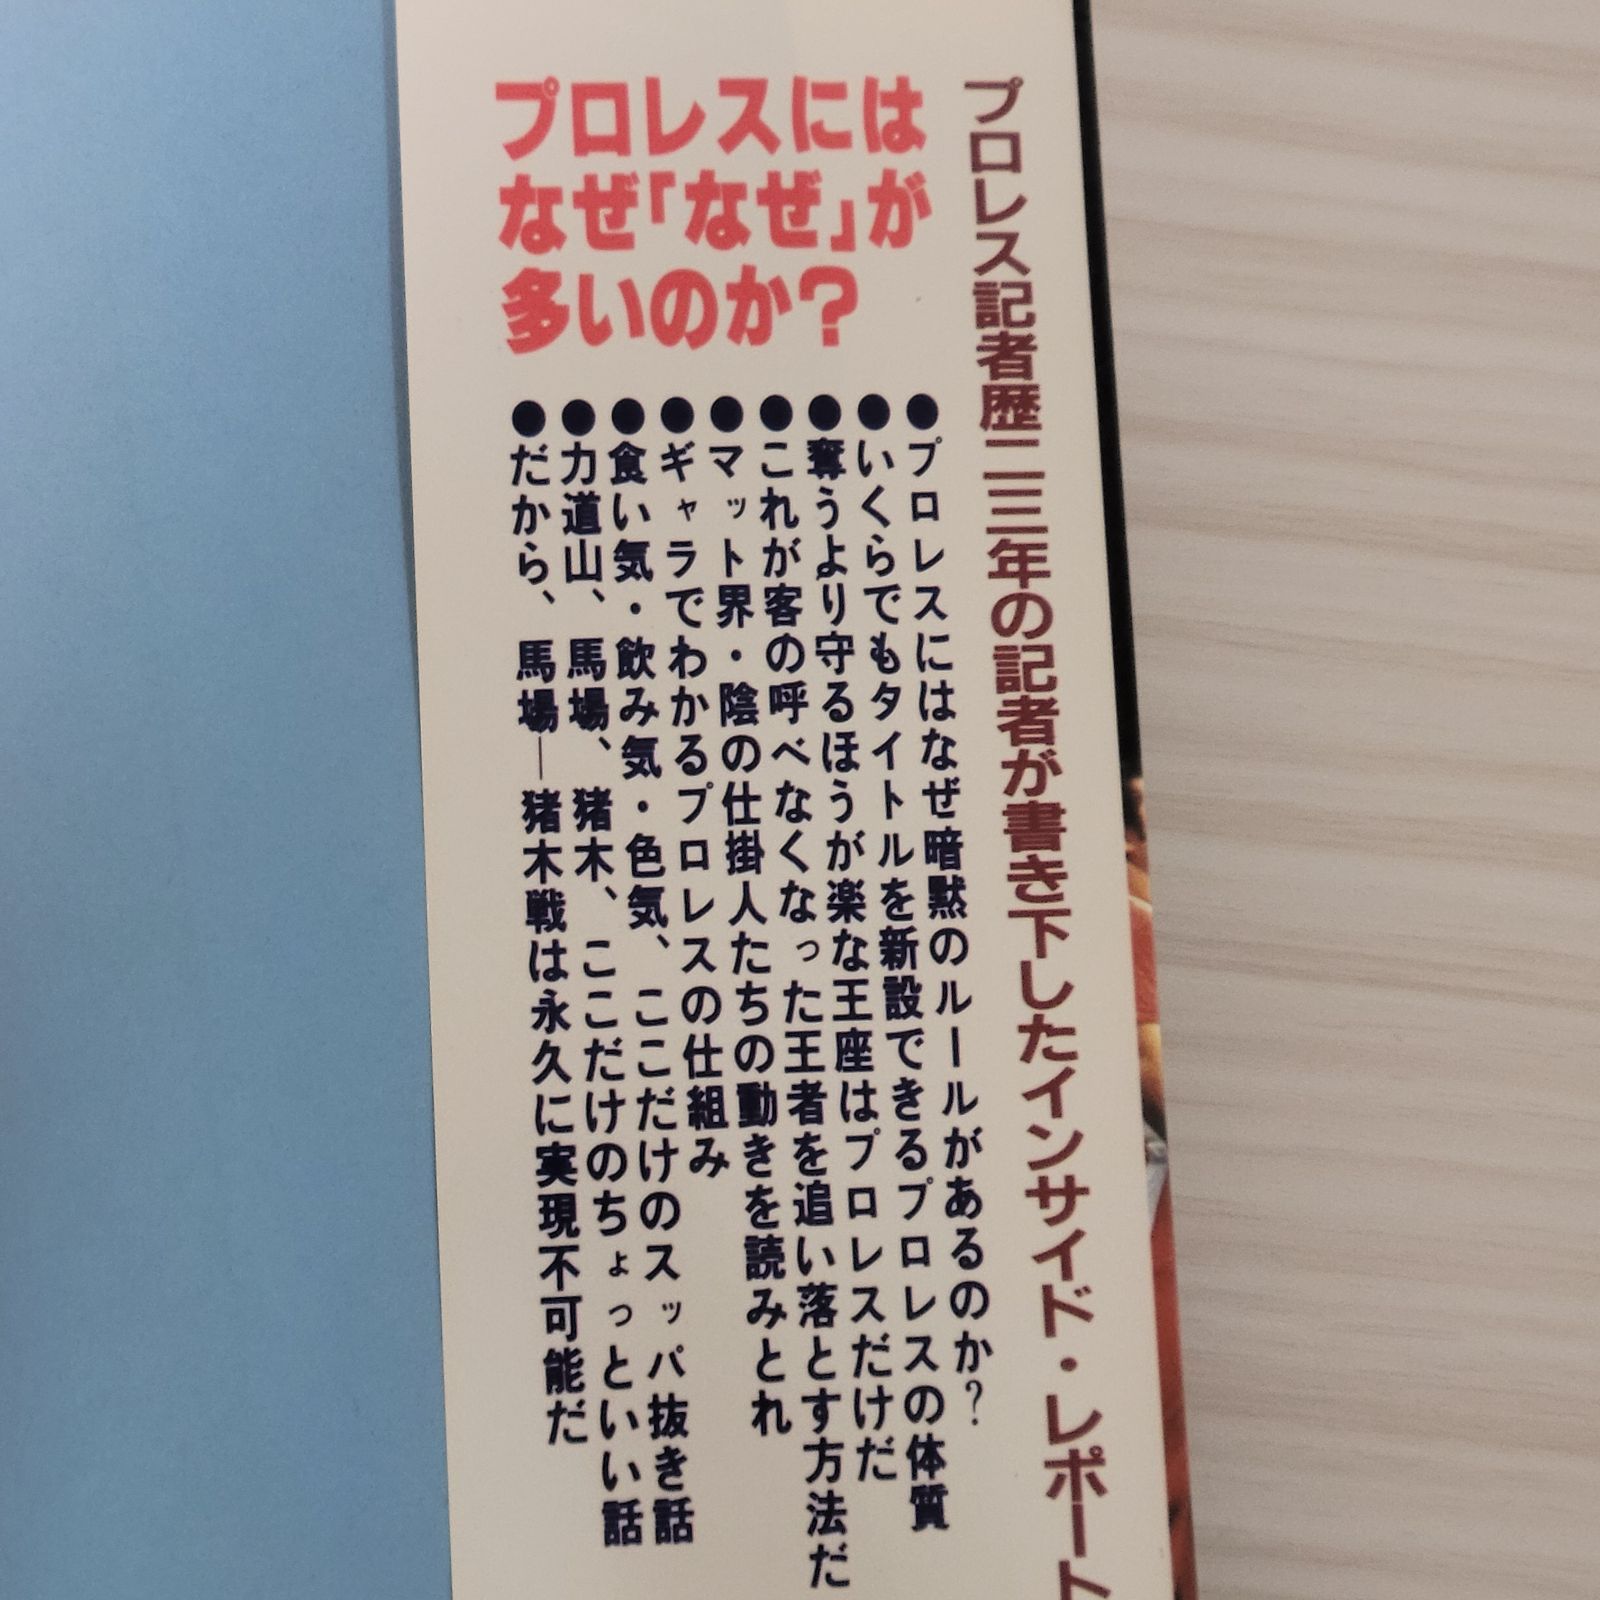 プロレス記者歴二三年の記者が書き下したインサイド・レポート
プロレスには
なぜ「なぜ」が
多いのか?
●プロレスにはなぜ暗黙のルールがあるのか?
●いくらでもタイトルを新設できるプロレスの体質
●奪うより守るほうが楽な王座はプロレスだけだ
●これが客の呼べなくなった王者を追い落とす方法だ
●マット界・陰の仕掛人たちの動きを読みとれ
●ギャラでわかるプロレスの仕組み
●食い気・飲み気・色気、ここだけのスッパ抜き話
●力道山、馬場、猪木、ここだけのちょっといい話
●だから、馬場―猪木戦は永久に実現不可能だ